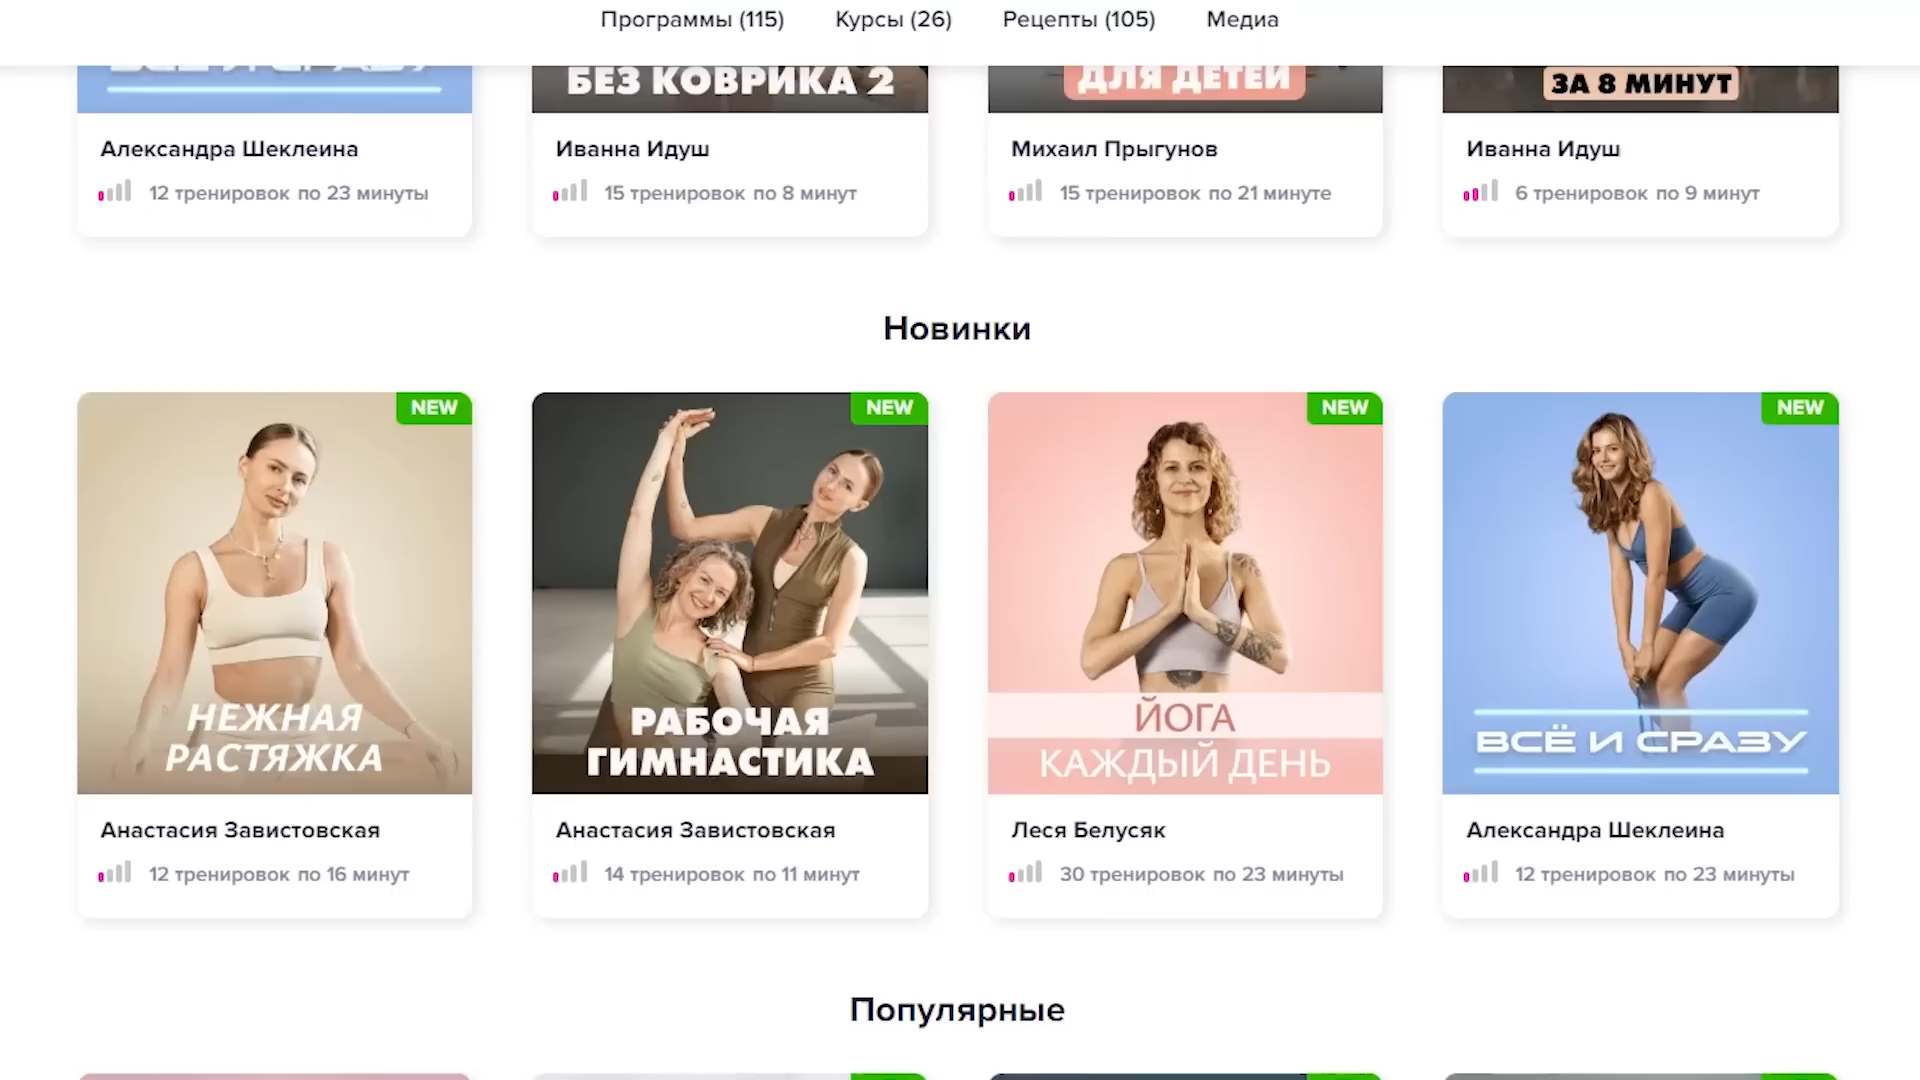 Программы (115) Курсы (26) Рецепты (105) Медиа
БЕЗ КОВРИКА 2
ДЛЯ ДЕТЕЙ
ЗА 8 МИНУТ
Александра Шеклеина
12 тренировок по 23 минуты
Иванна Идуш
15 тренировок по 8 минут
Михаил Прыгунов
15 тренировок по 21 минуте
Иванна Идуш
6 тренировок по 9 минут
Новинки
NEW
НЕЖНАЯ
РАСТЯЖКА
Анастасия Завистовская
12 тренировок по 16 минут
NEW
РАБОЧАЯ
ГИМНАСТИКА
Анастасия Завистовская
14 тренировок по 11 минут
NEW
ЙОГА
КАЖДЫЙ ДЕНЬ
Леся Белусяк
30 тренировок по 23 минуты
NEW
ВСЁ И СРАЗУ
Александра Шеклеина
12 тренировок по 23 минуты
Популярные